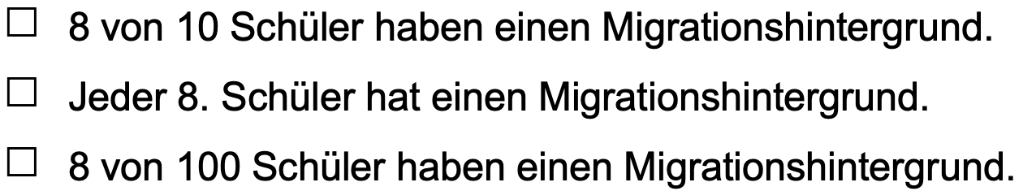 ☐ 8 von 10 Schüler haben einen Migrationshintergrund.
☐ Jeder 8. Schüler hat einen Migrationshintergrund.
☐ 8 von 100 Schüler haben einen Migrationshintergrund.